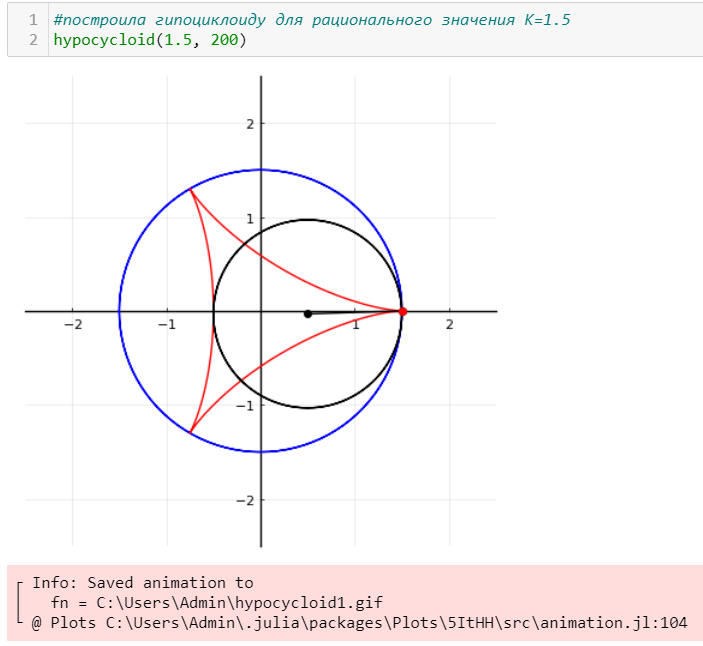 1 #построила гипоциклоиду для рационального значения K=1.5
2 hypocycloid(1.5, 200)
2
1
−2
−1
1
2
−1
−2
Info: Saved animation to
fn = C:\Users\Admin\hypocycloid1.gif
@ Plots C:\Users\Admin\.julia\packages\Plots\5ItHH\src\animation.jl:104